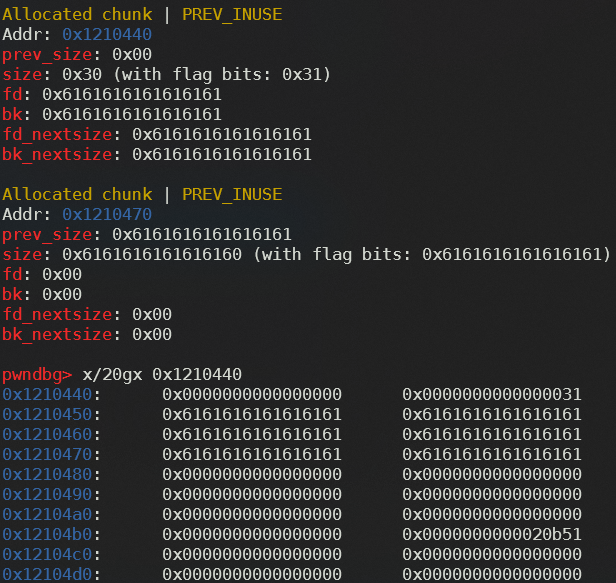 Allocated chunk | PREV_INUSE
Addr: 0x1210440
prev_size: 0x00
size: 0x30 (with flag bits: 0x31)
fd: 0x6161616161616161
bk: 0x6161616161616161
fd_nextsize: 0x6161616161616161
bk_nextsize: 0x6161616161616161
Allocated chunk | PREV_INUSE
Addr: 0x1210470
prev_size: 0x6161616161616161
size: 0x6161616161616160 (with flag bits: 0x6161616161616161)
fd: 0x00
bk: 0x00
fd_nextsize: 0x00
bk_nextsize: 0x00
pwndbg> x/20gx 0x1210440
0x1210440: 0x0000000000000000 0x0000000000000031
0x1210450: 0x6161616161616161 0x6161616161616161
0x1210460: 0x6161616161616161 0x6161616161616161
0x1210470: 0x6161616161616161 0x6161616161616161
0x1210480: 0x0000000000000000 0x0000000000000000
0x1210490: 0x0000000000000000 0x0000000000000000
0x12104a0: 0x0000000000000000 0x0000000000000000
0x12104b0: 0x0000000000000000 0x0000000000020b51
0x12104c0: 0x0000000000000000 0x0000000000000000
0x12104d0: 0x0000000000000000 0x0000000000000000